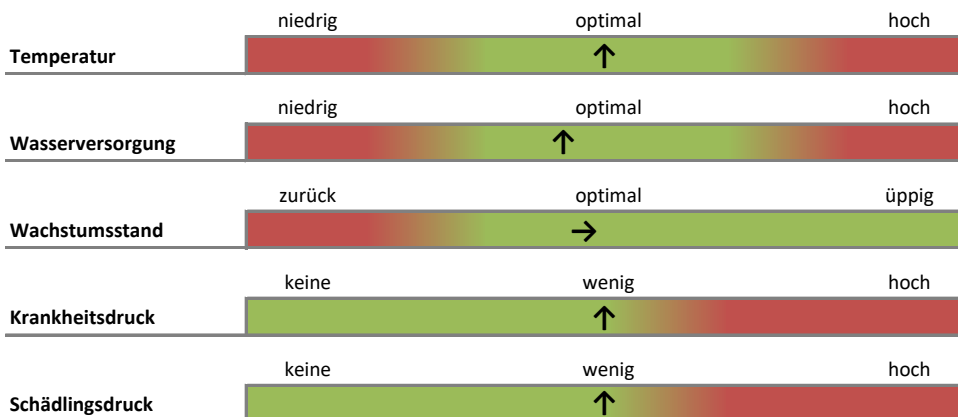 niedrig optimal hoch
Temperatur ↑
niedrig optimal hoch
Wasserversorgung ↑
zurück optimal üppig
Wachstumsstand →
keine wenig hoch
Krankheitsdruck ↑
keine wenig hoch
Schädlingsdruck ↑